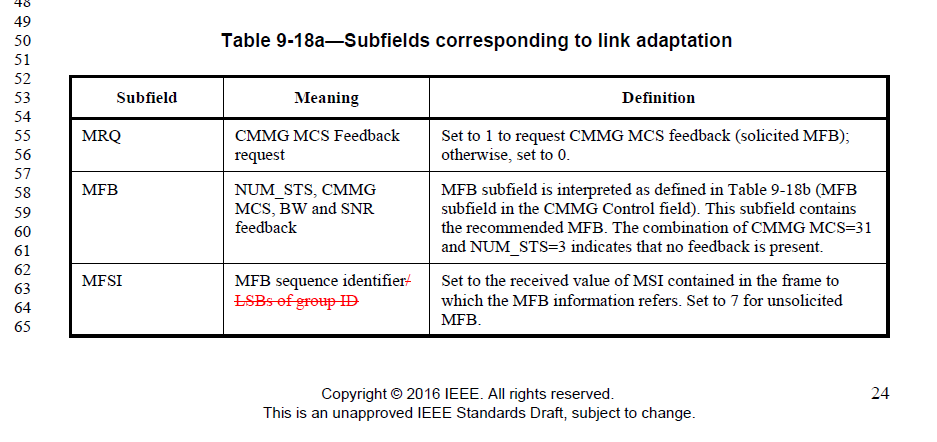 48
49
50
51
52
53
54
55
56
57
58
59
60
61
62
63
64
65
Table 9-18a—Subfields corresponding to link adaptation
Subfield Meaning Definition
MRQ
CMMG MCS Feedback
request
Set to 1 to request CMMG MCS feedback (solicited MFB);
otherwise, set to 0.
MFB
NUM_STS, CMMG
MCS, BW and SNR
feedback
MFB subfield is interpreted as defined in Table 9-18b (MFB
subfield in the CMMG Control field). This subfield contains
the recommended MFB. The combination of CMMG MCS=31
and NUM_STS=3 indicates that no feedback is present.
MFSI
MFB sequence identifier/
LSBs of group ID
Set to the received value of MSI contained in the frame to
which the MFB information refers. Set to 7 for unsolicited
MFB.
Copyright © 2016 IEEE. All rights reserved.
24
This is an unapproved IEEE Standards Draft, subject to change.